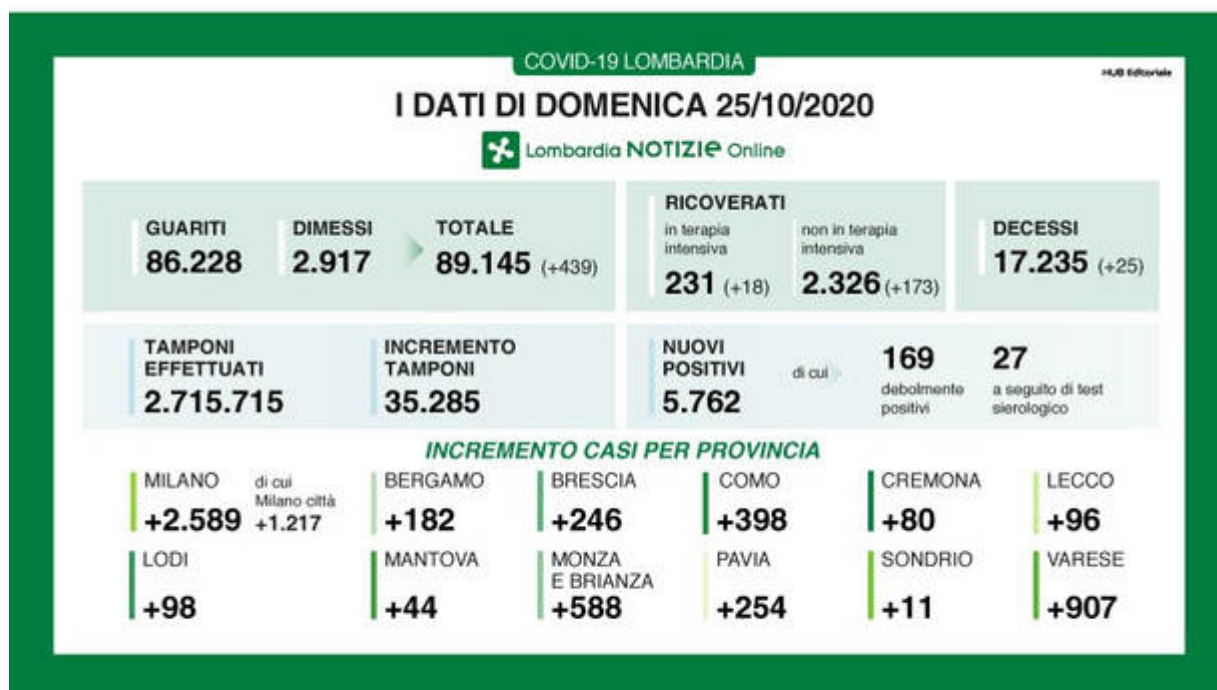 COVID-19 LOMBARDIA
HUB Editoriale
I DATI DI DOMENICA 25/10/2020
Lombardia NOTIZIE Online
GUARITI
86.228
DIMESSI
2.917
TOTALE
89.145 (+439)
RICOVERATI
in terapia
intensiva
231 (+18)
non in terapia
intensiva
2.326 (+173)
DECESSI
17.235 (+25)
TAMPONI
EFFETTUATI
2.715.715
INCREMENTO
TAMPONI
35.285
NUOVI
POSITIVI
5.762
di cui
169
debolmente
positivi
27
a seguito di test
sierologico
INCREMENTO CASI PER PROVINCIA
MILANO
+2.589
di cui
Milano città
+1.217
BERGAMO
+182
BRESCIA
+246
COMO
+398
CREMONA
+80
LECCO
+96
LODI
+98
MANTOVA
+44
MONZA
E BRIANZA
+588
PAVIA
+254
SONDRIO
+11
VARESE
+907